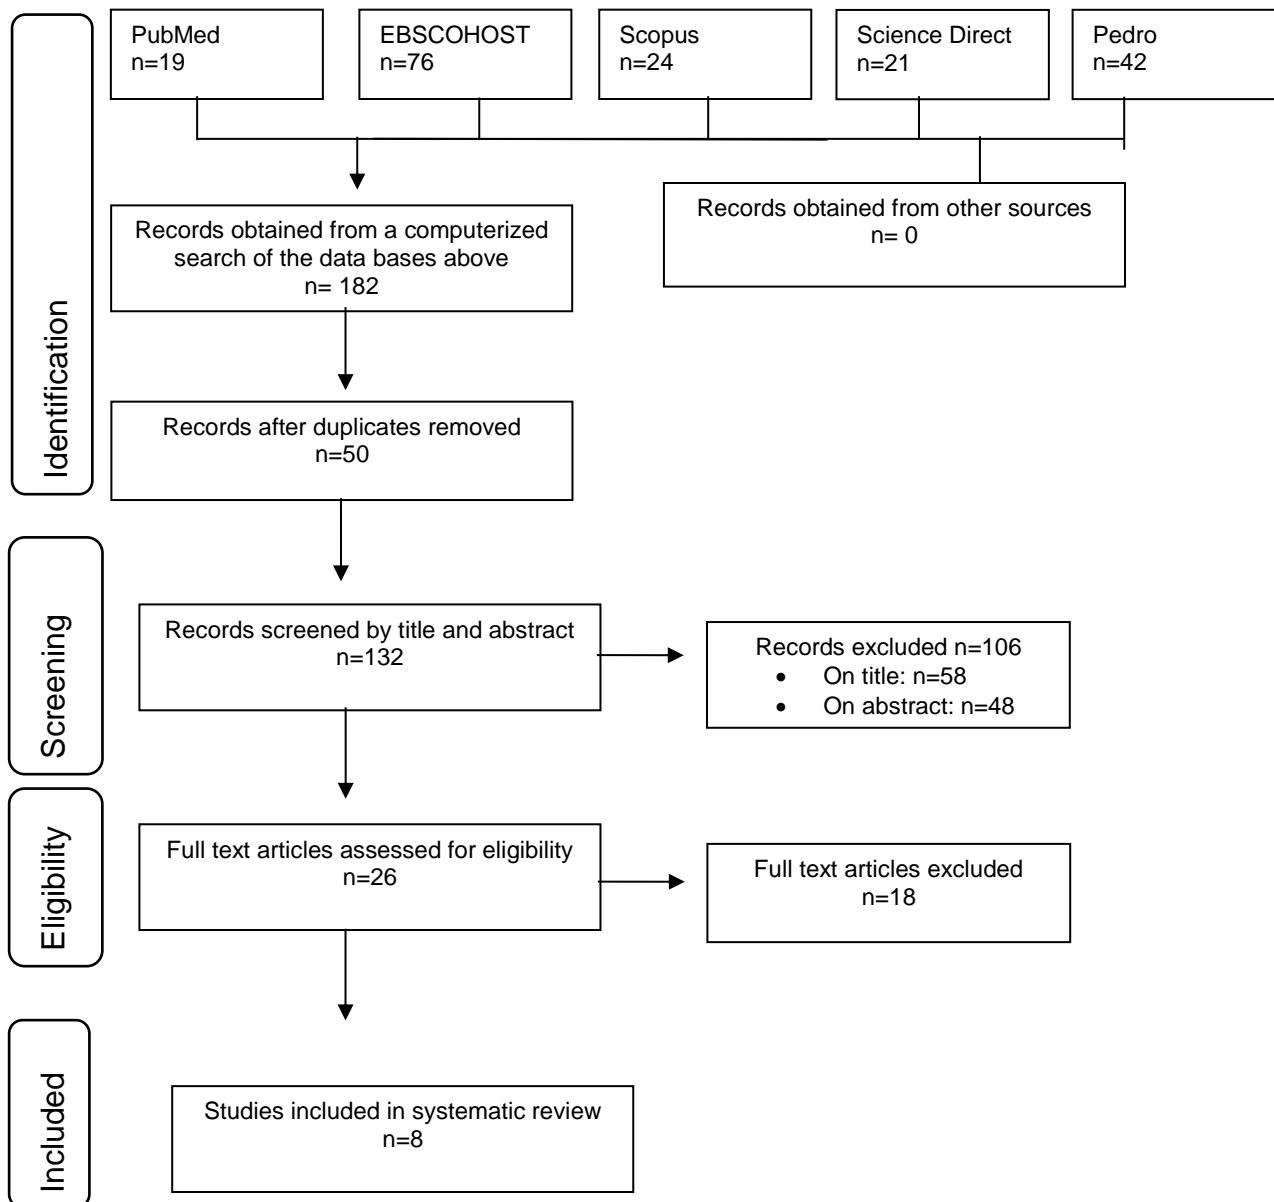 PubMed
n=19
EBSCOHOST
n=76
Scopus
n=24
Science Direct
n=21
Pedro
n=42
Records obtained from a computerized
search of the data bases above
n= 182
Records obtained from other sources
n= 0
Records after duplicates removed
n=50
Identification
Records screened by title and abstract
n=132
Records excluded n=106
• On title: n=58
• On abstract: n=48
Screening
Full text articles assessed for eligibility
n=26
Full text articles excluded
n=18
Eligibility
Studies included in systematic review
n=8
Included